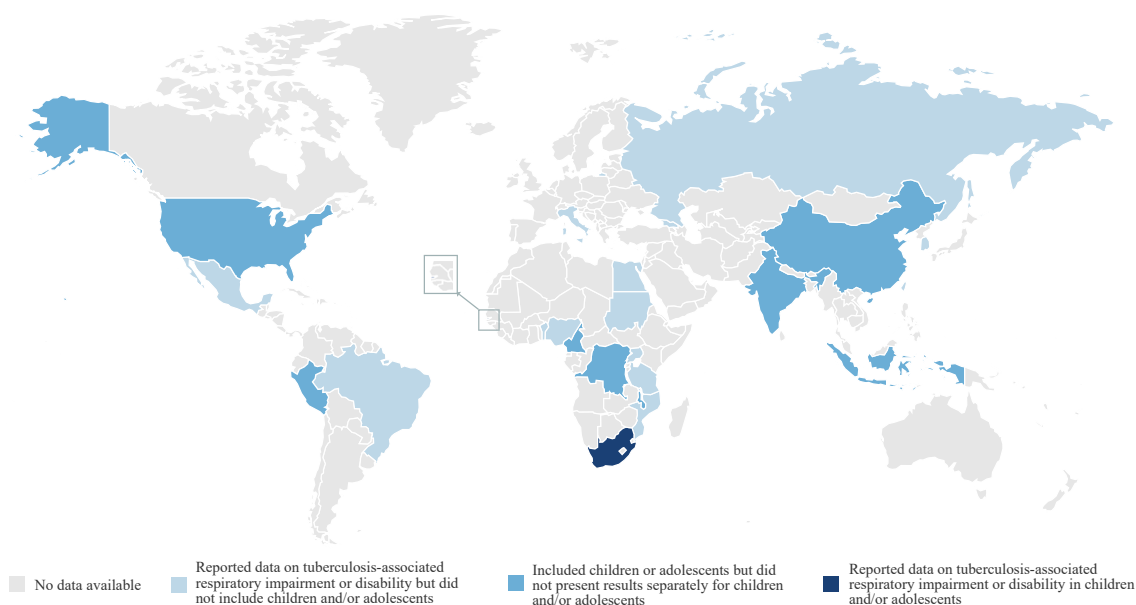 No data available
Reported data on tuberculosis-associated
respiratory impairment or disability but did
not include children and/or adolescents
Included children or adolescents but did
not present results separately for children
and/or adolescents
Reported data on tuberculosis-associated
respiratory impairment or disability in children
and/or adolescents